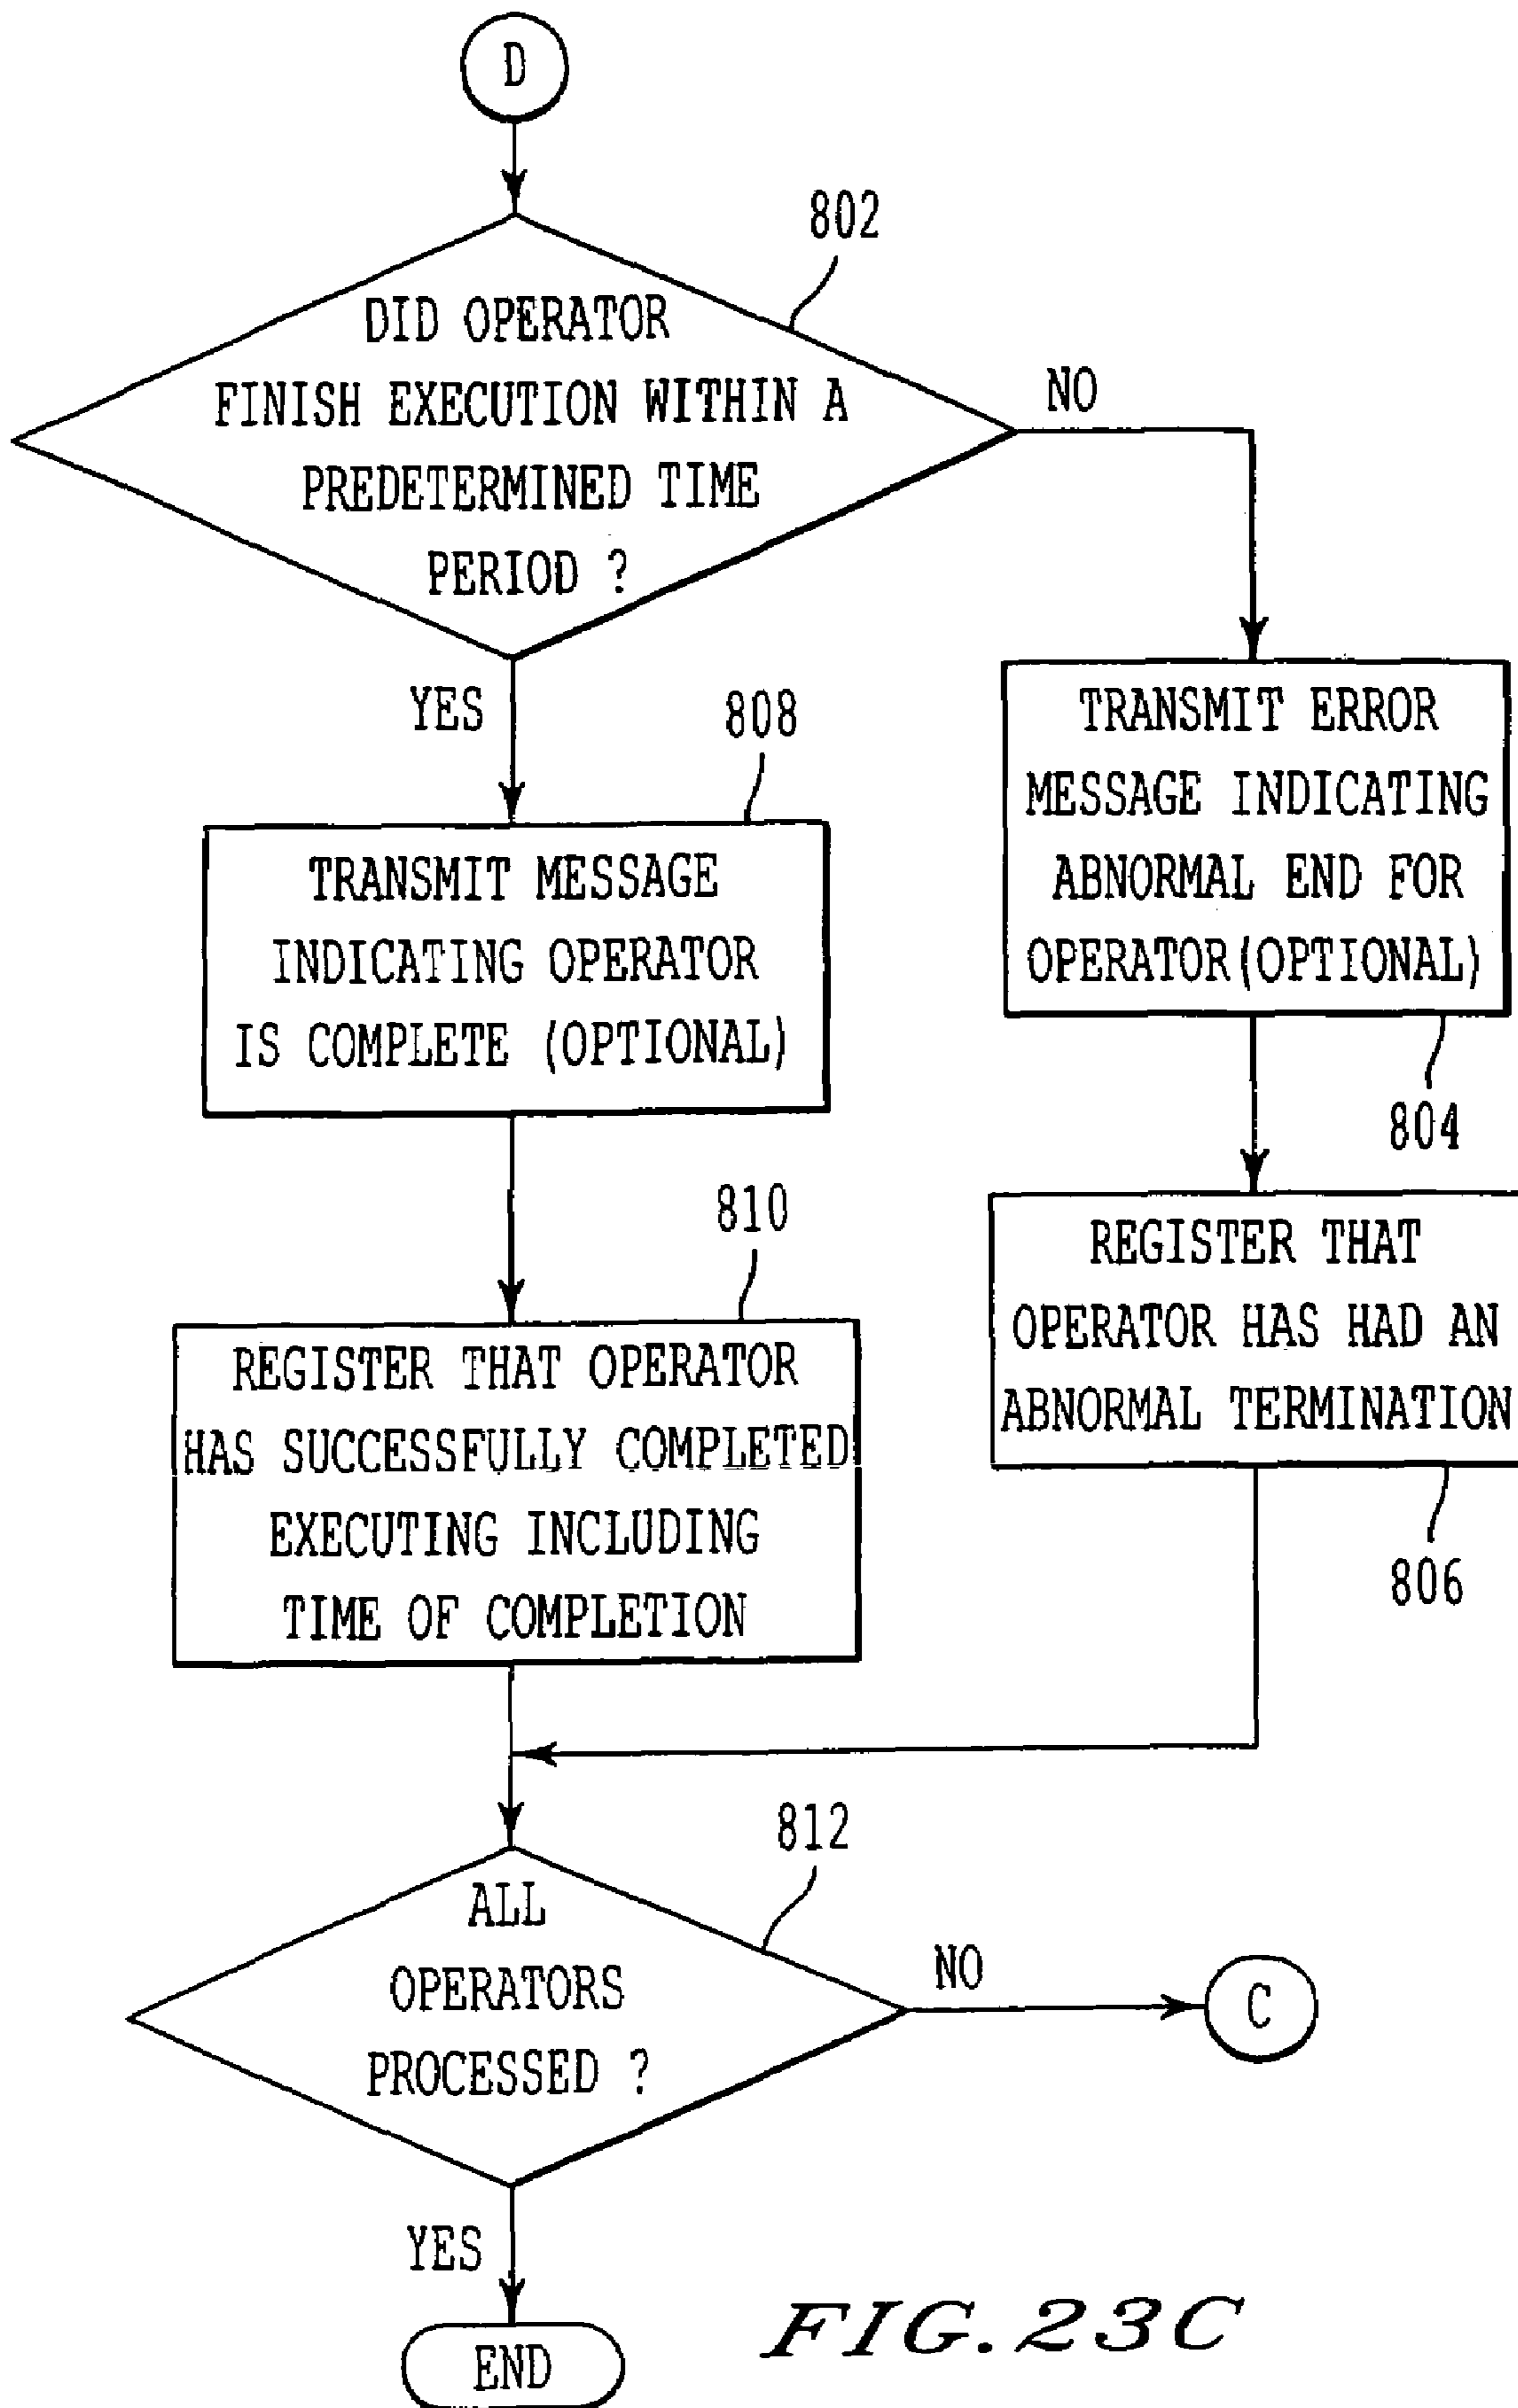 D
802
DID OPERATOR
FINISH EXECUTION WITHIN A
PREDETERMINED TIME
PERIOD ?
NO
YES
808
TRANSMIT MESSAGE
INDICATING OPERATOR
IS COMPLETE (OPTIONAL)
TRANSMIT ERROR
MESSAGE INDICATING
ABNORMAL END FOR
OPERATOR(OPTIONAL)
804
810
REGISTER THAT OPERATOR
HAS SUCCESSFULLY COMPLETED
EXECUTING INCLUDING
TIME OF COMPLETION
REGISTER THAT
OPERATOR HAS HAD AN
ABNORMAL TERMINATION
806
812
ALL
OPERATORS
PROCESSED ?
NO
C
YES
END
FIG. 23C